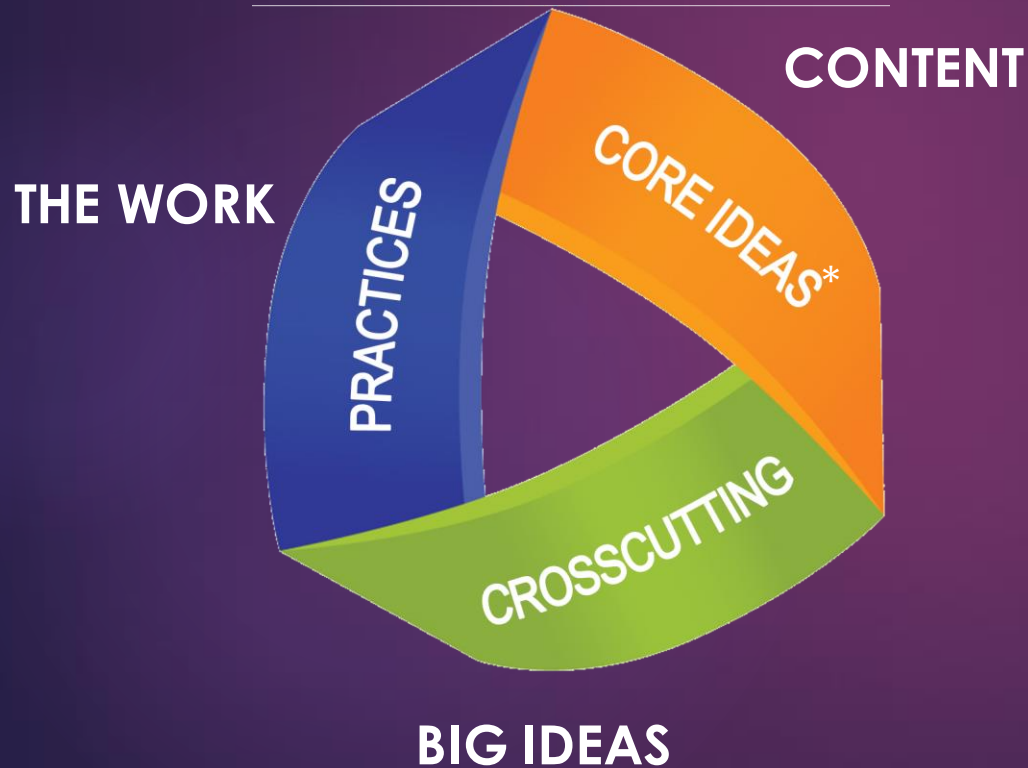 CONTENT
CORE IDEAS*
THE WORK
PRACTICES
CROSSCUTTING
BIG IDEAS